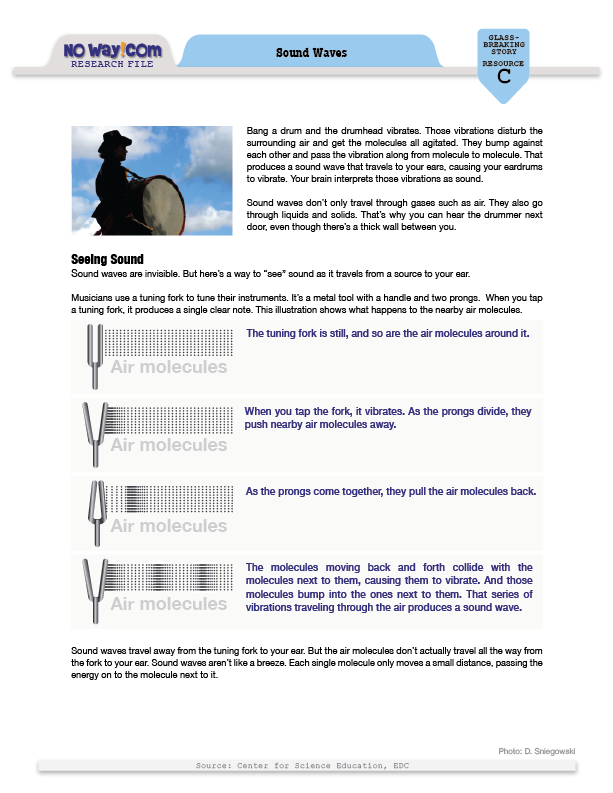 NO WAY!COM
RESEARCH FILE
Sound Waves
GLASS-
BREAKING
STORY
RESOURCE
C
Bang a drum and the drumhead vibrates. Those vibrations disturb the
surrounding air and get the molecules all agitated. They bump against
each other and pass the vibration along from molecule to molecule. That
produces a sound wave that travels to your ears, causing your eardrums
to vibrate. Your brain interprets those vibrations as sound.
Sound waves don't only travel through gases such as air. They also go
through liquids and solids. That's why you can hear the drummer next
door, even though there's a thick wall between you.
Seeing Sound
Sound waves are invisible. But here's a way to “see” sound as it travels from a source to your ear.
Musicians use a tuning fork to tune their instruments. It's a metal tool with a handle and two prongs. When you tap
a tuning fork, it produces a single clear note. This illustration shows what happens to the nearby air molecules.
The tuning fork is still, and so are the air molecules around it.
Air molecules
When you tap the fork, it vibrates. As the prongs divide, they
push nearby air molecules away.
Air molecules
As the prongs come together, they pull the air molecules back.
Air molecules
The molecules moving back and forth collide with the
molecules next to them, causing them to vibrate. And those
molecules bump into the ones next to them. That series of
vibrations traveling through the air produces a sound wave.
Air molecules
Sound waves travel away from the tuning fork to your ear. But the air molecules don't actually travel all the way from
the fork to your ear. Sound waves aren't like a breeze. Each single molecule only moves a small distance, passing the
energy on to the molecule next to it.
Photo: D. Sniegowski
Source: Center for Science Education, EDC